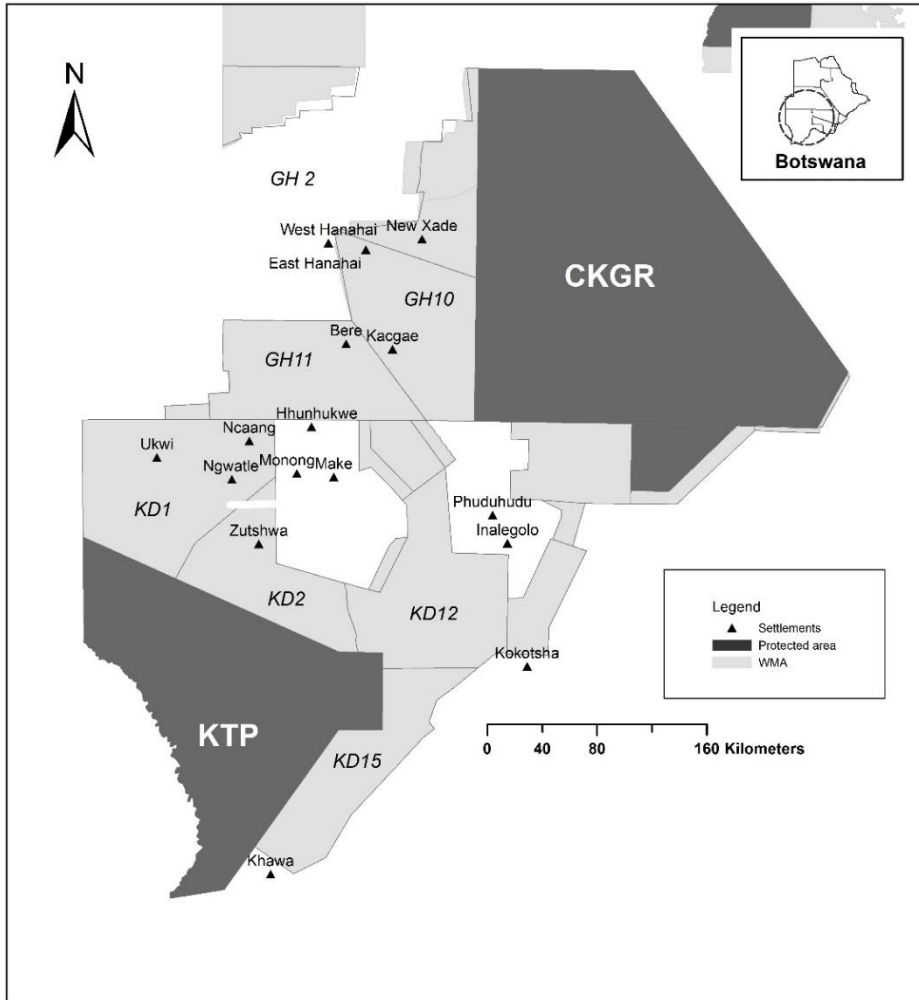 N
Botswana
GH 2
West Hanahai
New Xade
East Hanahai
CKGR
GH10
Bere
Kacgae
GH11
Hhunhukwe
Ncaang
Ukwi
Monong
Make
Ngwatle
KD1
Phuduhudu
Zutshwa
Inalegolo
KD2
KD12
Legend
Settlements
Protected area
WMA
Kokotsha
KTP
0 40 80 160 Kilometers
KD15
Khawa